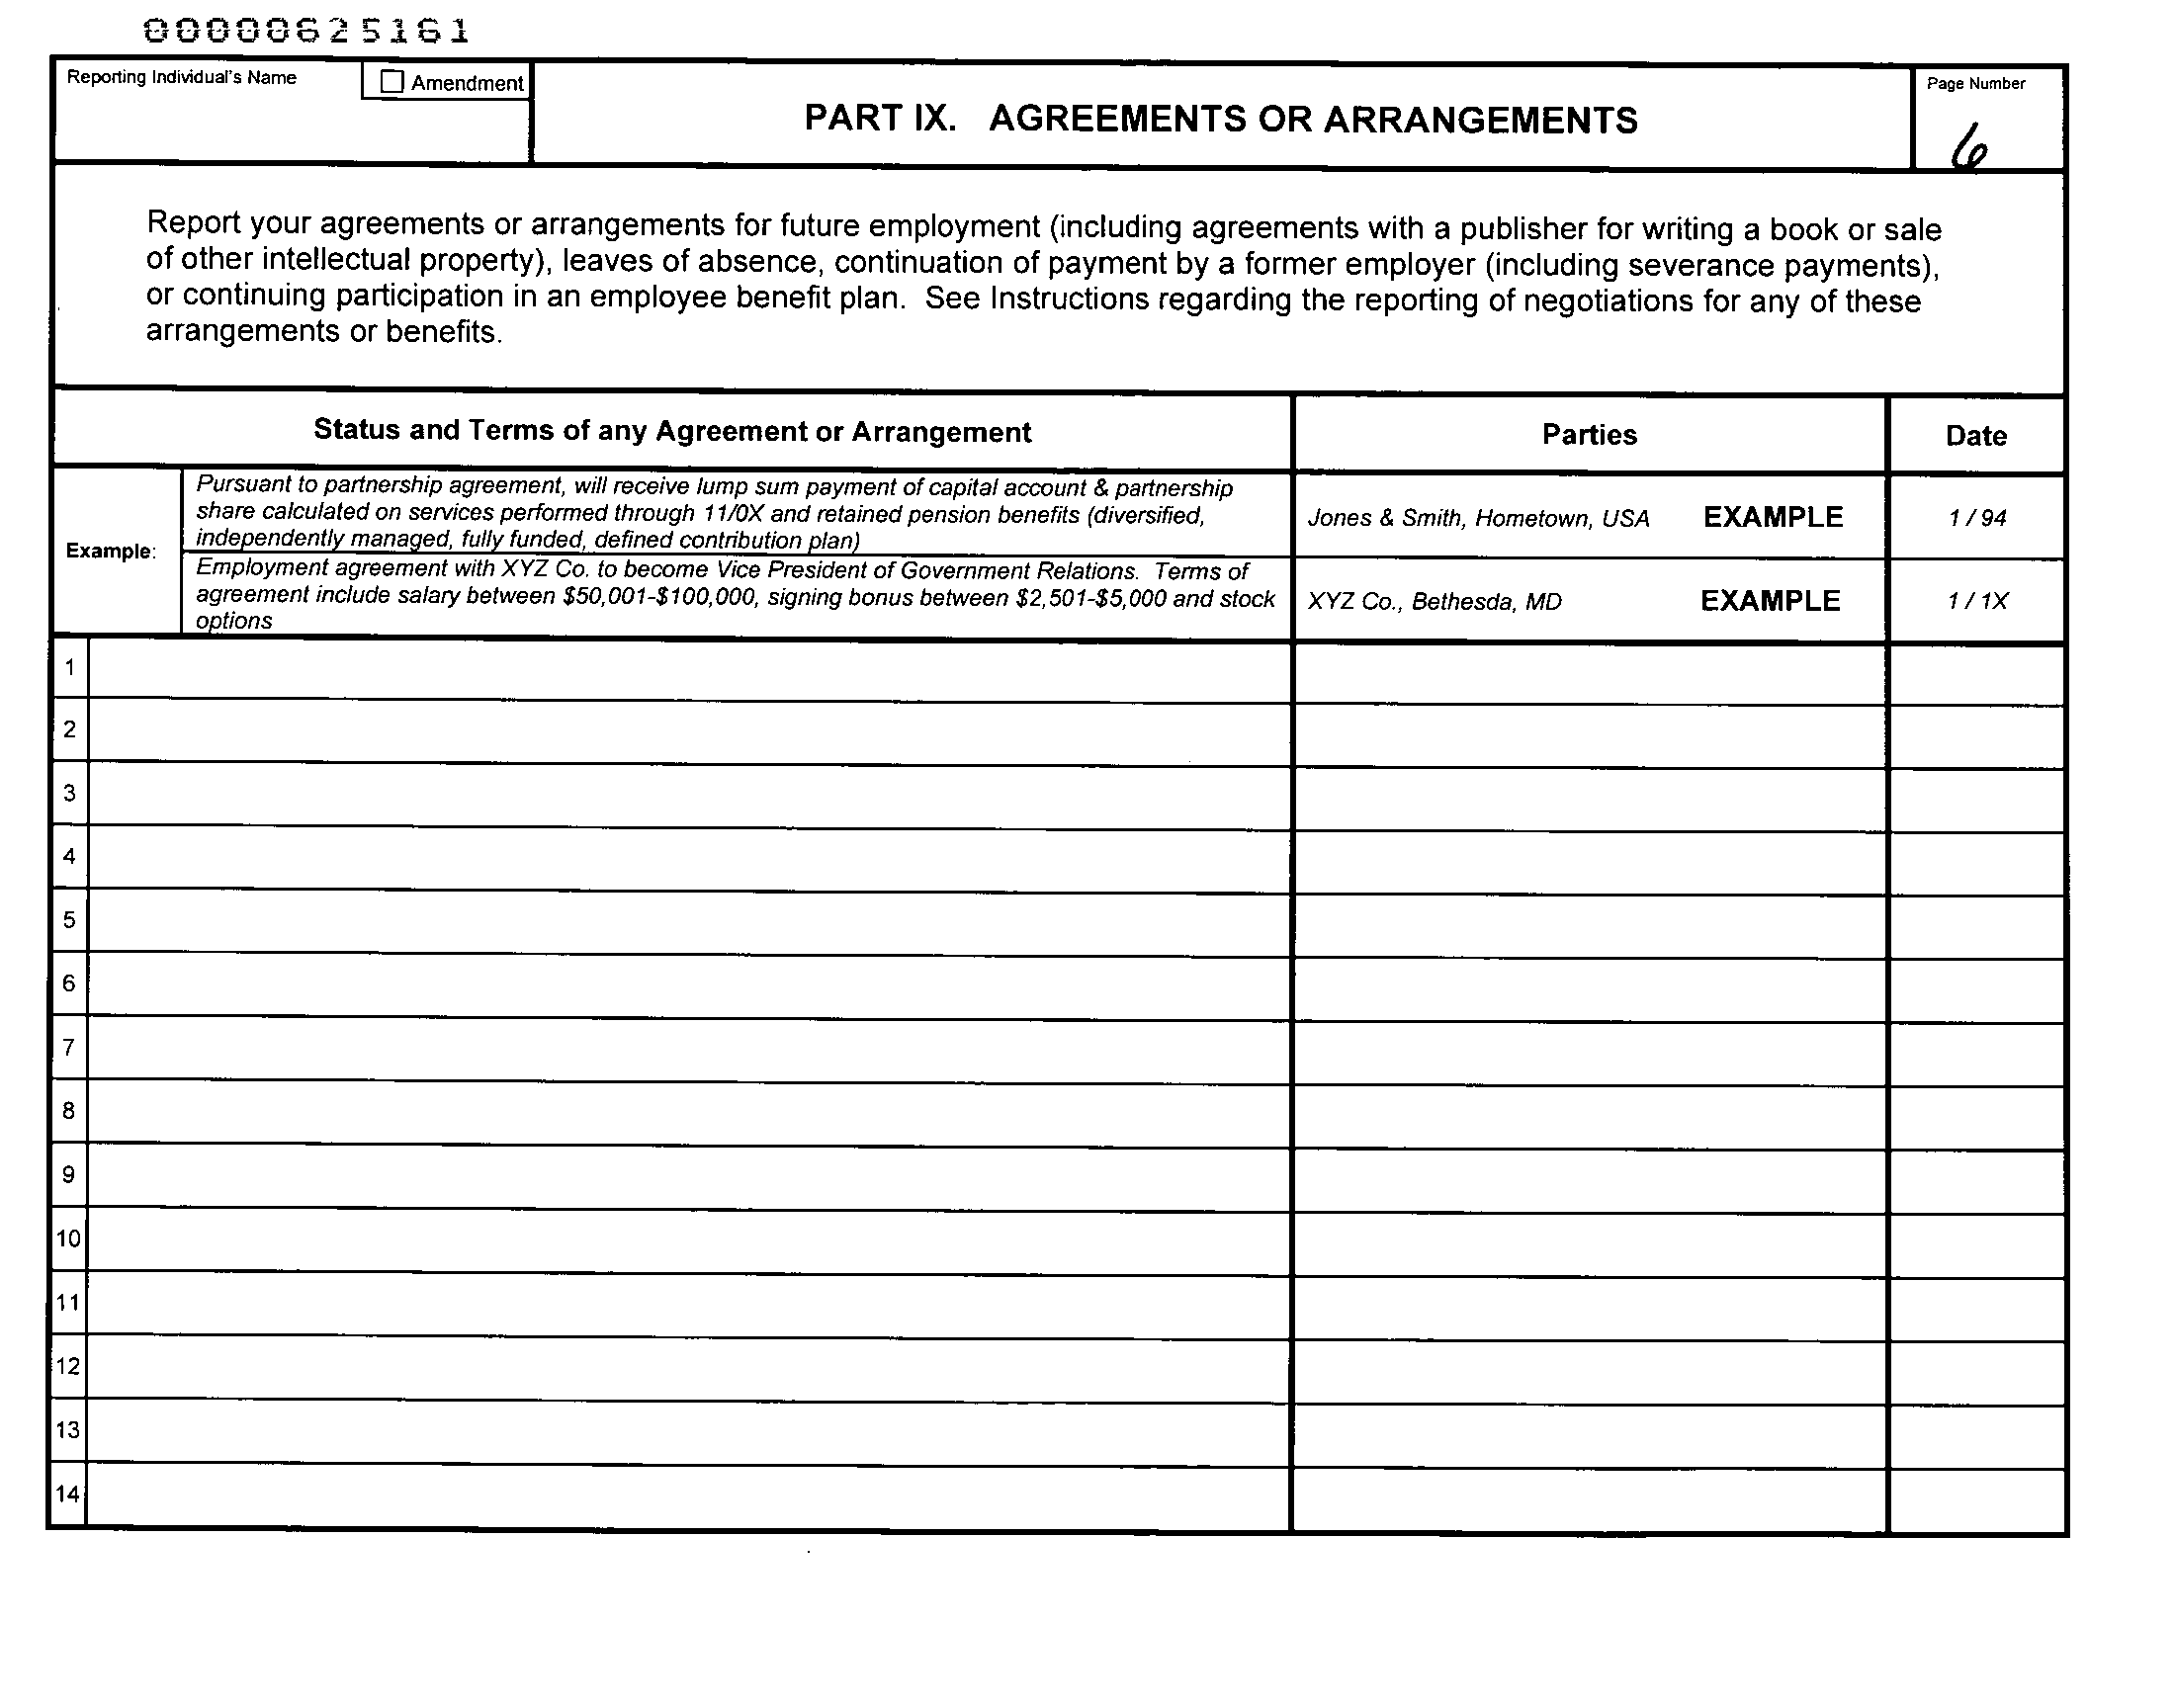 00000625161
Reporting Individual's Name
Amendment
PART IX. AGREEMENTS OR ARRANGEMENTS
Page Number
6
Report your agreements or arrangements for future employment (including agreements with a publisher for writing a book or sale
of other intellectual property), leaves of absence, continuation of payment by a former employer (including severance payments),
or continuing participation in an employee benefit plan. See Instructions regarding the reporting of negotiations for any of these
arrangements or benefits.
Status and Terms of any Agreement or Arrangement
Parties
Date
Example:
Pursuant to partnership agreement, will receive lump sum payment of capital account & partnership
share calculated on services performed through 11/0X and retained pension benefits (diversified,
independently managed, fully funded, defined contribution plan)
Jones & Smith, Hometown, USA EXAMPLE
1 / 94
Employment agreement with XYZ Co. to become Vice President of Government Relations. Terms of
agreement include salary between $50,001-$100,000, signing bonus between $2,501-$5,000 and stock
options
XYZ Co., Bethesda, MD EXAMPLE
1 / 1X
1
2
3
4
5
6
7
8
9
10
11
12
13
14